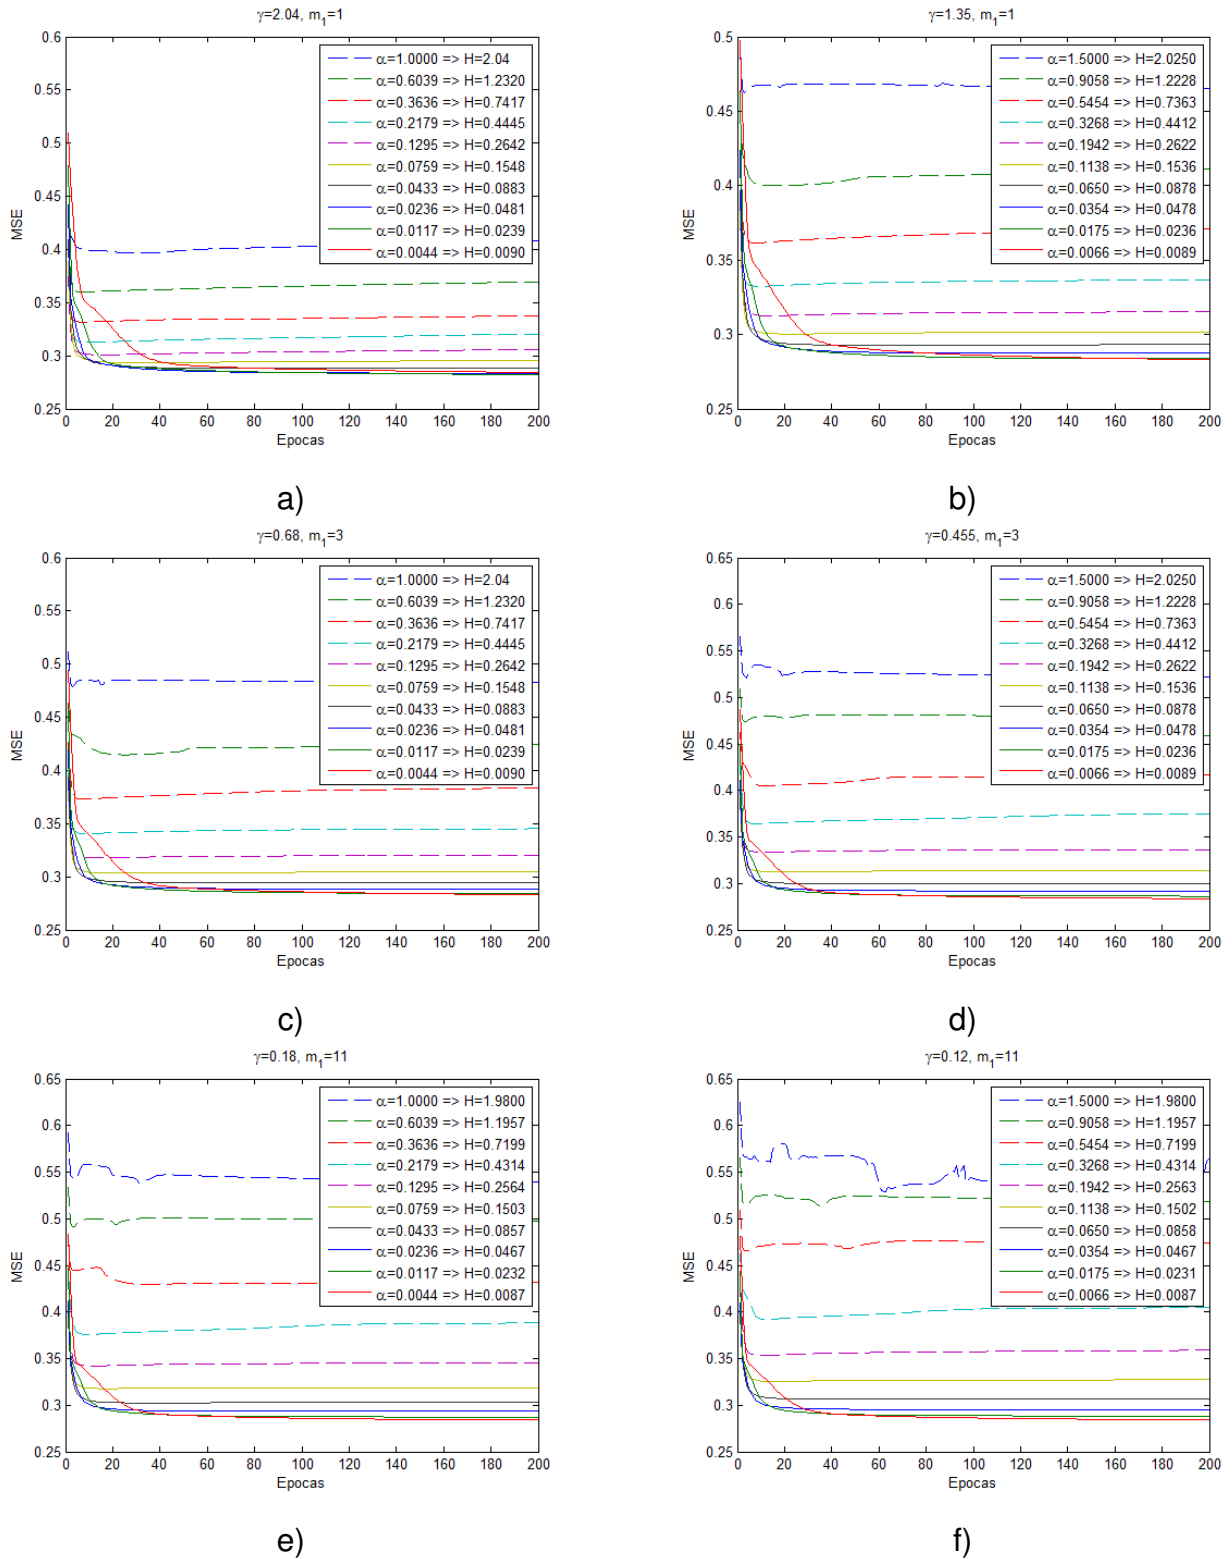 γ=2.04, m1=1
0.6
0.55
0.5
0.45
0.4
0.35
0.3
0.25
MSE
α=1.0000 => H=2.04
α=0.6039 => H=1.2320
α=0.3636 => H=0.7417
α=0.2179 => H=0.4445
α=0.1295 => H=0.2642
α=0.0759 => H=0.1548
α=0.0433 => H=0.0883
α=0.0236 => H=0.0481
α=0.0117 => H=0.0239
α=0.0044 => H=0.0090
0 20 40 60 80 100 120 140 160 180 200
Epocas
a)
γ=1.35, m1=1
0.5
0.45
0.4
0.35
0.3
0.25
MSE
α=1.5000 => H=2.0250
α=0.9058 => H=1.2228
α=0.5454 => H=0.7363
α=0.3268 => H=0.4412
α=0.1942 => H=0.2622
α=0.1138 => H=0.1536
α=0.0650 => H=0.0878
α=0.0354 => H=0.0478
α=0.0175 => H=0.0236
α=0.0066 => H=0.0089
0 20 40 60 80 100 120 140 160 180 200
Epocas
b)
γ=0.68, m1=3
0.6
0.55
0.5
0.45
0.4
0.35
0.3
0.25
MSE
α=1.0000 => H=2.04
α=0.6039 => H=1.2320
α=0.3636 => H=0.7417
α=0.2179 => H=0.4445
α=0.1295 => H=0.2642
α=0.0759 => H=0.1548
α=0.0433 => H=0.0883
α=0.0236 => H=0.0481
α=0.0117 => H=0.0239
α=0.0044 => H=0.0090
0 20 40 60 80 100 120 140 160 180 200
Epocas
c)
γ=0.455, m1=3
0.65
0.6
0.55
0.5
0.45
0.4
0.35
0.3
0.25
MSE
α=1.5000 => H=2.0250
α=0.9058 => H=1.2228
α=0.5454 => H=0.7363
α=0.3268 => H=0.4412
α=0.1942 => H=0.2622
α=0.1138 => H=0.1536
α=0.0650 => H=0.0878
α=0.0354 => H=0.0478
α=0.0175 => H=0.0236
α=0.0066 => H=0.0089
0 20 40 60 80 100 120 140 160 180 200
Epocas
d)
γ=0.18, m1=11
0.65
0.6
0.55
0.5
0.45
0.4
0.35
0.3
0.25
MSE
α=1.0000 => H=1.9800
α=0.6039 => H=1.1957
α=0.3636 => H=0.7199
α=0.2179 => H=0.4314
α=0.1295 => H=0.2564
α=0.0759 => H=0.1503
α=0.0433 => H=0.0857
α=0.0236 => H=0.0467
α=0.0117 => H=0.0232
α=0.0044 => H=0.0087
0 20 40 60 80 100 120 140 160 180 200
Epocas
e)
γ=0.12, m1=11
0.65
0.6
0.55
0.5
0.45
0.4
0.35
0.3
0.25
MSE
α=1.5000 => H=1.9800
α=0.9058 => H=1.1957
α=0.5454 => H=0.7199
α=0.3268 => H=0.4314
α=0.1942 => H=0.2563
α=0.1138 => H=0.1502
α=0.0650 => H=0.0858
α=0.0354 => H=0.0467
α=0.0175 => H=0.0231
α=0.0066 => H=0.0087
0 20 40 60 80 100 120 140 160 180 200
Epocas
f)